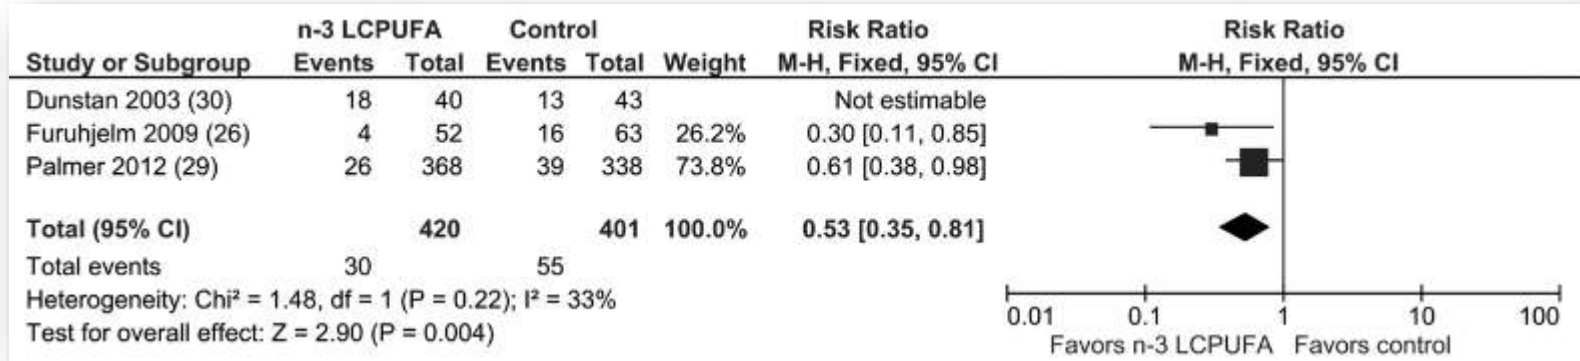 n-3 LCPUFA Control Risk Ratio Risk Ratio
Study or Subgroup Events Total Events Total Weight M-H, Fixed, 95% CI M-H, Fixed, 95% CI
Dunstan 2003 (30) 18 40 13 43 Not estimable
Furuhjelm 2009 (26) 4 52 16 63 26.2% 0.30 [0.11, 0.85]
Palmer 2012 (29) 26 368 39 338 73.8% 0.61 [0.38, 0.98]
Total (95% CI) 420 401 100.0% 0.53 [0.35, 0.81]
Total events 30 55
Heterogeneity: Chi² = 1.48, df = 1 (P = 0.22); I² = 33%
Test for overall effect: Z = 2.90 (P = 0.004)
0.01 0.1 1 10 100
Favors n-3 LCPUFA Favors control